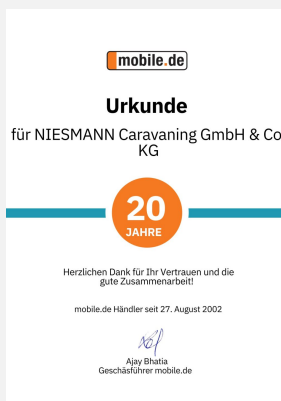 mobile.de
Urkunde
für NIESMANN Caravaning GmbH & Co
KG
20
JAHRE
Herzlichen Dank für Ihr Vertrauen und die
gute Zusammenarbeit!
mobile.de Händler seit 27. August 2002
Ajay Bhatia
Geschäsführer mobile.de